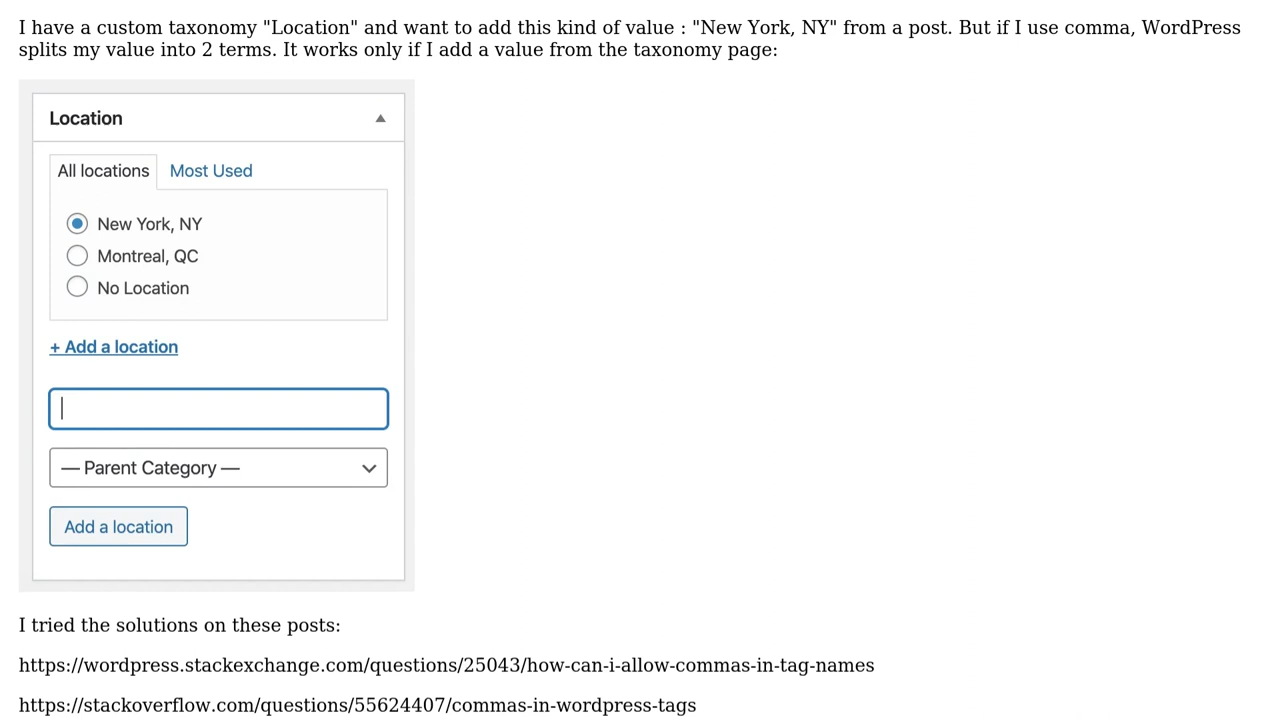 I have a custom taxonomy "Location" and want to add this kind of value : "New York, NY" from a post. But if I use comma, WordPress
splits my value into 2 terms. It works only if I add a value from the taxonomy page:
Location
All locations Most Used
New York, NY
Montreal, QC
No Location
+ Add a location
— Parent Category —
Add a location
I tried the solutions on these posts:
https://wordpress.stackexchange.com/questions/25043/how-can-i-allow-commas-in-tag-names
https://stackoverflow.com/questions/55624407/commas-in-wordpress-tags